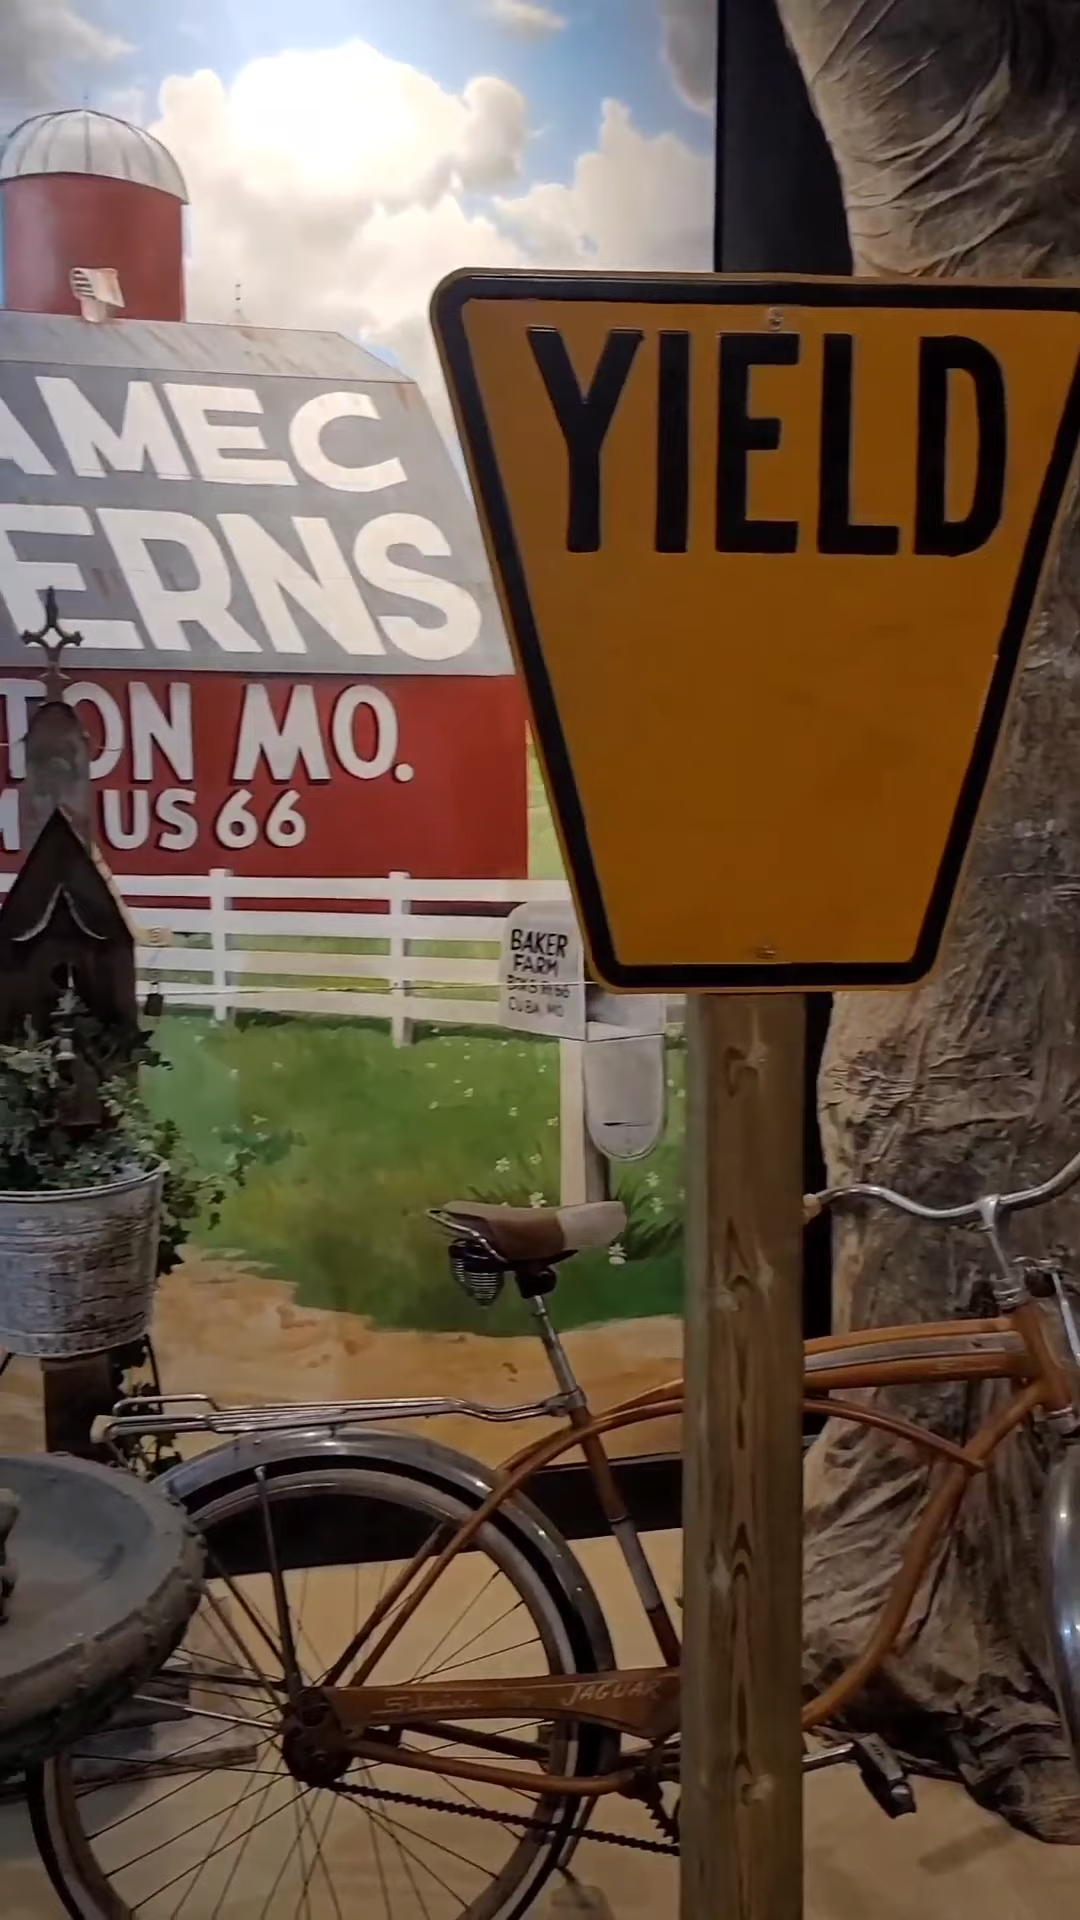 AMEC
ERNS
TON MO.
M US 66
YIELD
BAKER
FARM
CUBA, MO
JAGUAR